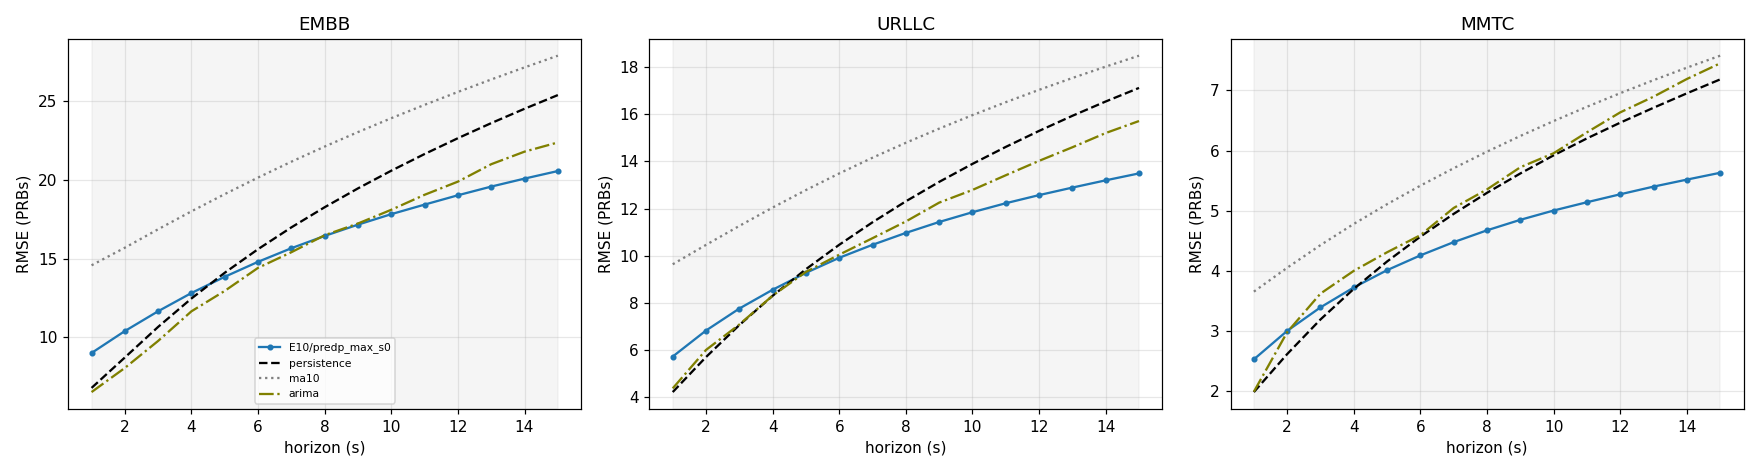 EMBB
RMSE (PRBs)
25
20
15
10
2 4 6 8 10 12 14
horizon (s)
E10/predp_max_s0
persistence
ma10
arima
URLLC
RMSE (PRBs)
18
16
14
12
10
8
6
4
2 4 6 8 10 12 14
horizon (s)
MMTC
RMSE (PRBs)
7
6
5
4
3
2
2 4 6 8 10 12 14
horizon (s)